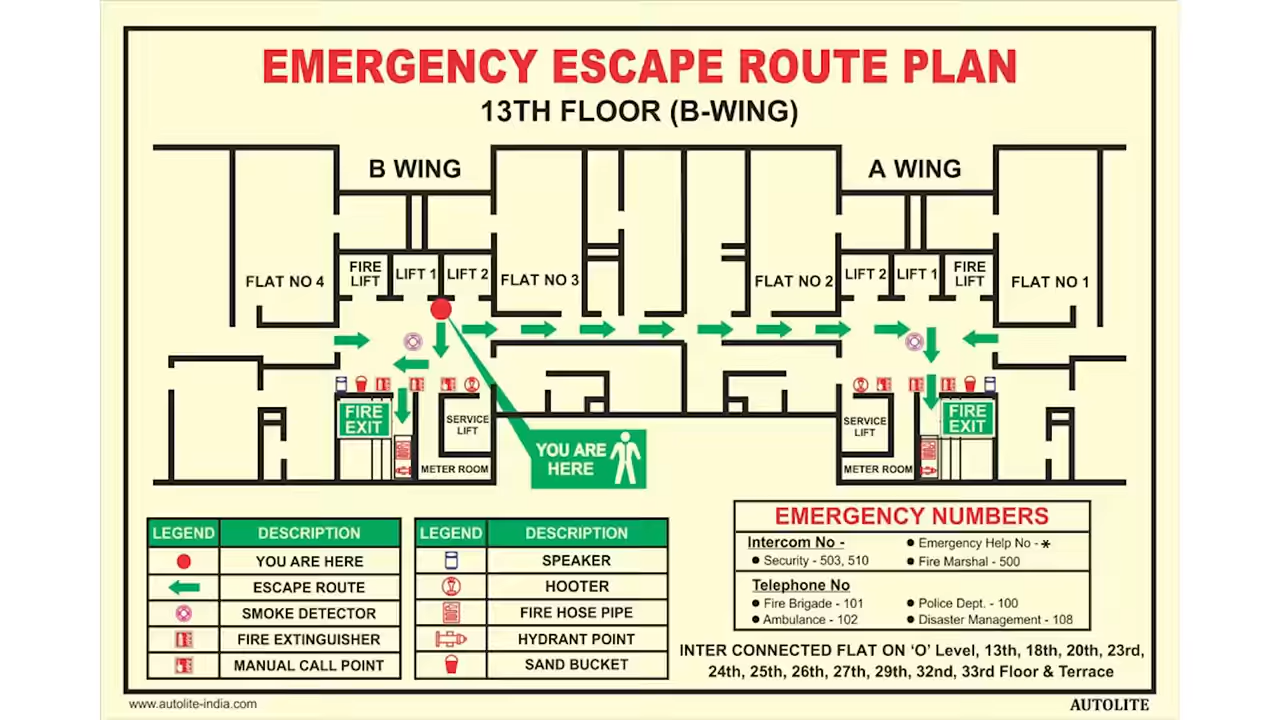 EMERGENCY ESCAPE ROUTE PLAN
13TH FLOOR (B-WING)
B WING
A WING
FLAT NO 4
FIRE
LIFT
LIFT 1
LIFT 2
FLAT NO 3
FLAT NO 2
LIFT 2
LIFT 1
FIRE
LIFT
FLAT NO 1
FIRE
EXIT
SERVICE
LIFT
METER ROOM
YOU ARE
HERE
SERVICE
LIFT
METER ROOM
FIRE
EXIT
LEGEND DESCRIPTION
YOU ARE HERE
ESCAPE ROUTE
SMOKE DETECTOR
FIRE EXTINGUISHER
MANUAL CALL POINT
LEGEND DESCRIPTION
SPEAKER
HOOTER
FIRE HOSE PIPE
HYDRANT POINT
SAND BUCKET
EMERGENCY NUMBERS
Intercom No -
● Emergency Help No - *
● Security - 503, 510
● Fire Marshal - 500
Telephone No
● Fire Brigade - 101
● Police Dept. - 100
● Ambulance - 102
● Disaster Management - 108
INTER CONNECTED FLAT ON ‘O’ Level, 13th, 18th, 20th, 23rd,
24th, 25th, 26th, 27th, 29th, 32nd, 33rd Floor & Terrace
www.autolite-india.com
AUTOLITE